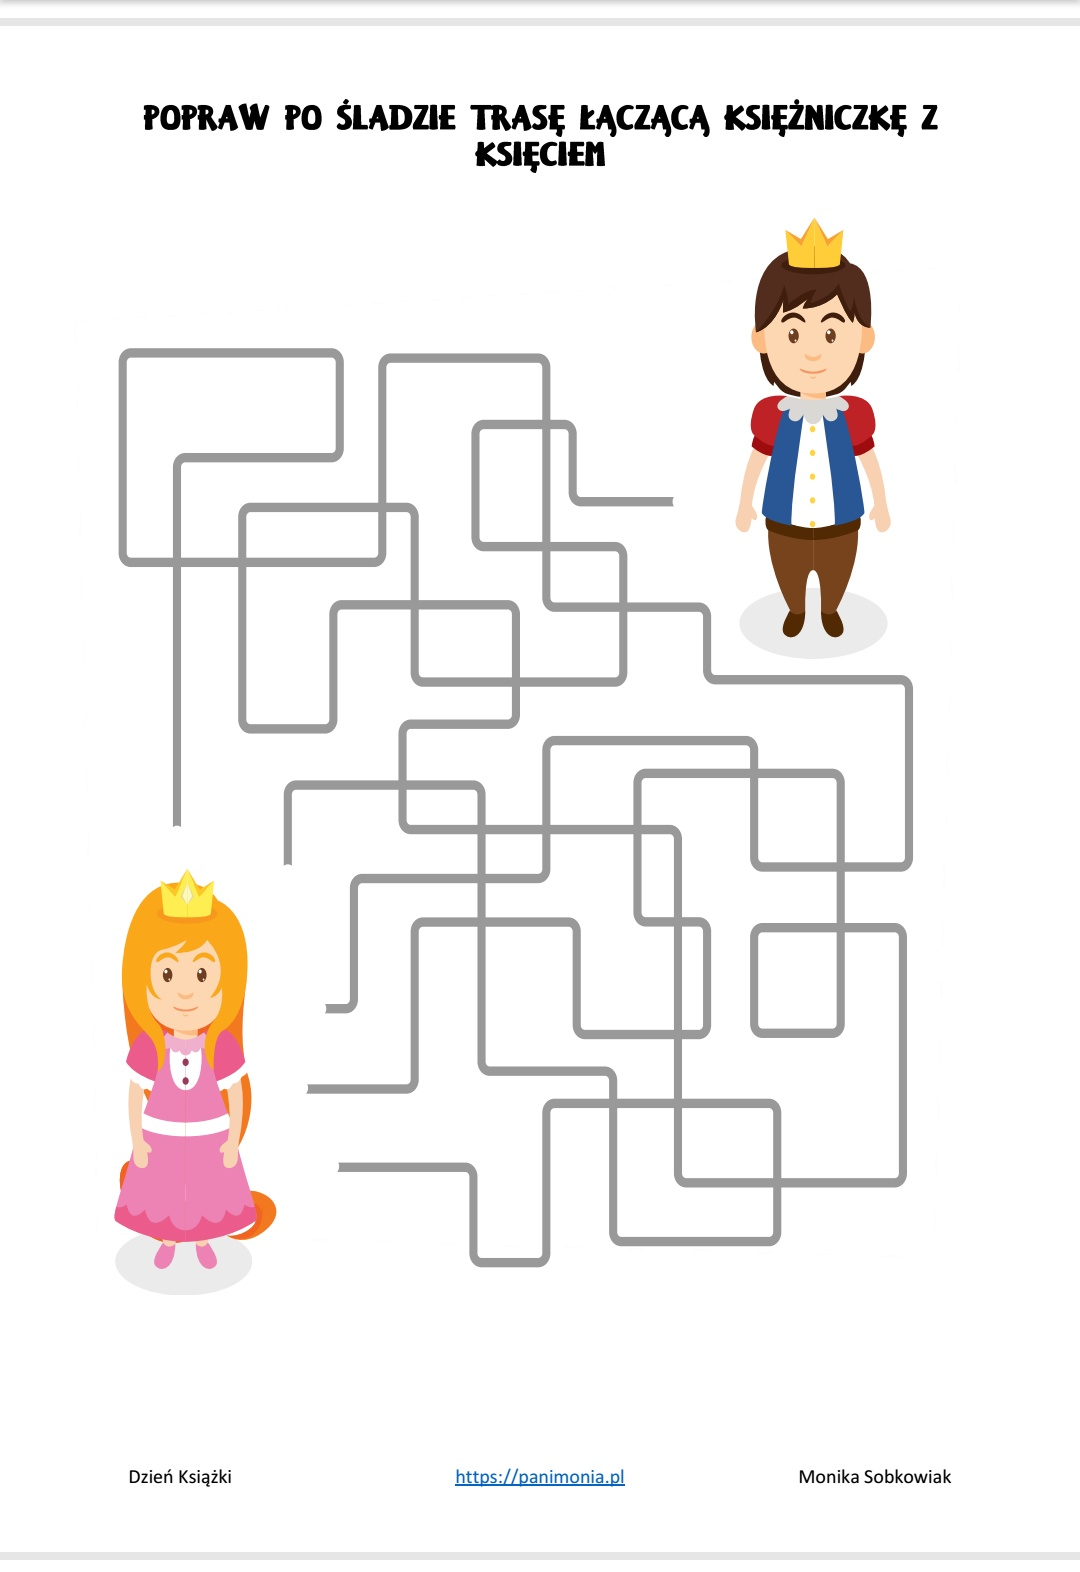 POPRAW PO ŚLADZIE TRASĘ ŁĄCZĄCĄ KSIĘŻNICZKĘ Z
KSIĘCIEM
Dzień Książki https://panimonia.pl Monika Sobkowiak